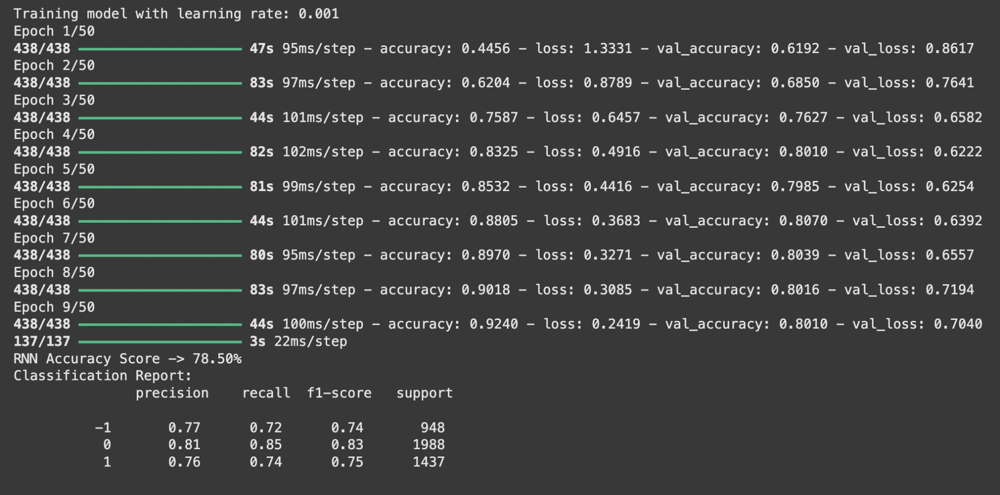 Training model with learning rate: 0.001
Epoch 1/50
438/438 ━━━━━━━━━━━━━━━━━━━━ 47s 95ms/step - accuracy: 0.4456 - loss: 1.3331 - val_accuracy: 0.6192 - val_loss: 0.8617
Epoch 2/50
438/438 ━━━━━━━━━━━━━━━━━━━━ 83s 97ms/step - accuracy: 0.6204 - loss: 0.8789 - val_accuracy: 0.6850 - val_loss: 0.7641
Epoch 3/50
438/438 ━━━━━━━━━━━━━━━━━━━━ 44s 101ms/step - accuracy: 0.7587 - loss: 0.6457 - val_accuracy: 0.7627 - val_loss: 0.6582
Epoch 4/50
438/438 ━━━━━━━━━━━━━━━━━━━━ 82s 102ms/step - accuracy: 0.8325 - loss: 0.4916 - val_accuracy: 0.8010 - val_loss: 0.6222
Epoch 5/50
438/438 ━━━━━━━━━━━━━━━━━━━━ 81s 99ms/step - accuracy: 0.8532 - loss: 0.4416 - val_accuracy: 0.7985 - val_loss: 0.6254
Epoch 6/50
438/438 ━━━━━━━━━━━━━━━━━━━━ 44s 101ms/step - accuracy: 0.8805 - loss: 0.3683 - val_accuracy: 0.8070 - val_loss: 0.6392
Epoch 7/50
438/438 ━━━━━━━━━━━━━━━━━━━━ 80s 95ms/step - accuracy: 0.8970 - loss: 0.3271 - val_accuracy: 0.8039 - val_loss: 0.6557
Epoch 8/50
438/438 ━━━━━━━━━━━━━━━━━━━━ 83s 97ms/step - accuracy: 0.9018 - loss: 0.3085 - val_accuracy: 0.8016 - val_loss: 0.7194
Epoch 9/50
438/438 ━━━━━━━━━━━━━━━━━━━━ 44s 100ms/step - accuracy: 0.9240 - loss: 0.2419 - val_accuracy: 0.8010 - val_loss: 0.7040
137/137 ━━━━━━━━━━━━━━━━━━━━ 3s 22ms/step
RNN Accuracy Score -> 78.50%
Classification Report:
precision recall f1-score support
-1 0.77 0.72 0.74 948
0 0.81 0.85 0.83 1988
1 0.76 0.74 0.75 1437